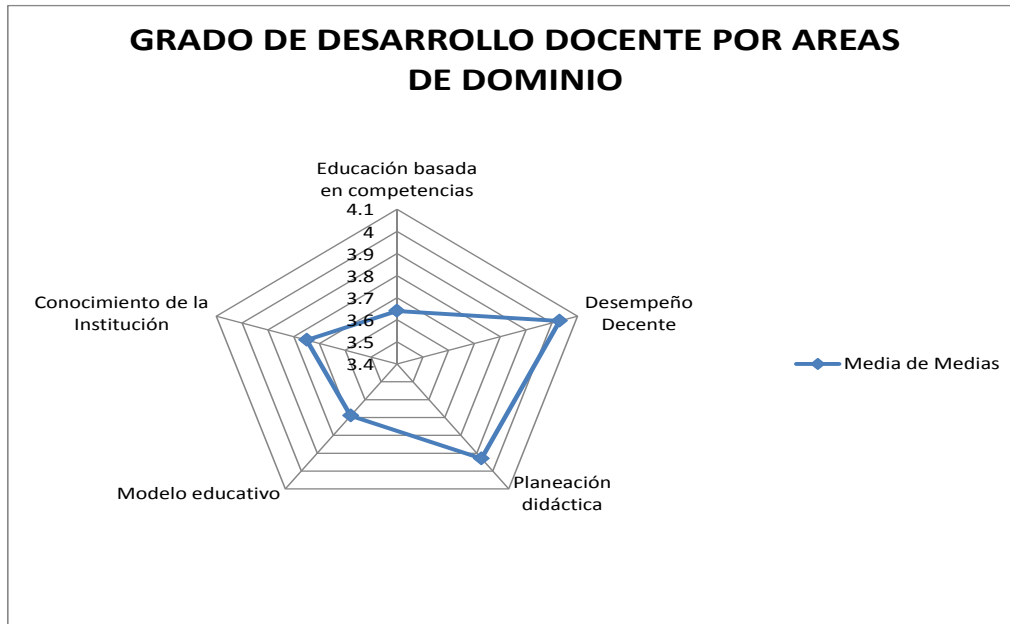 GRADO DE DESARROLLO DOCENTE POR AREAS
DE DOMINIO
Educación basada
en competencias
4.1
4
3.9
3.8
3.7
3.6
3.5
3.4
Conocimiento de la
Institución
Desempeño
Decente
Media de Medias
Modelo educativo
Planeación
didáctica